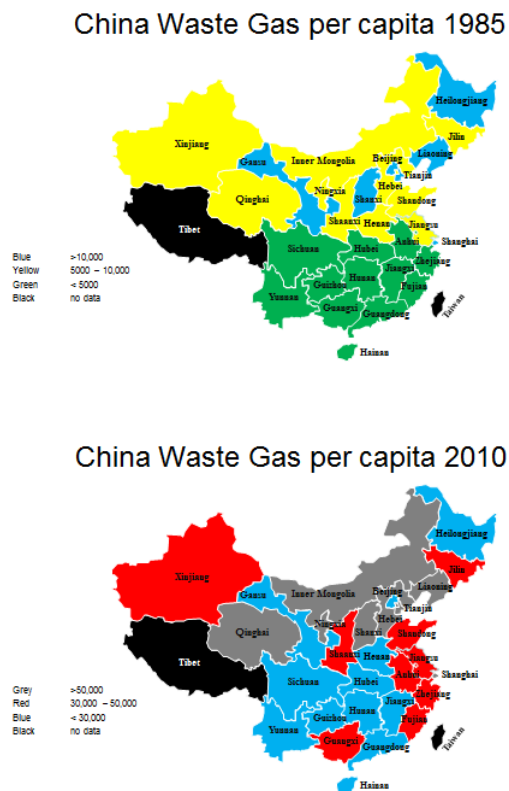 China Waste Gas per capita 1985
Heilongjiang
Jilin
Xinjiang
Liaoning
Gansu
Inner Mongolia
Beijing
Tianjin
Hebei
Ningxia
Qinghai
Shanxi
Shandong
Shaanxi
Henan
Jiangsu
Tibet
Shanghai
Sichuan
Hubei
Anhui
Zhejiang
Blue >10,000
Yellow 5000 – 10,000
Green < 5000
Black no data
Hunan
Jiangxi
Guizhou
Fujian
Yunnan
Guangxi
Guangdong
Taiwan
Hainan
China Waste Gas per capita 2010
Heilongjiang
Jilin
Xinjiang
Liaoning
Gansu
Inner Mongolia
Beijing
Tianjin
Hebei
Ningxia
Qinghai
Shanxi
Shandong
Shaanxi
Henan
Jiangsu
Tibet
Shanghai
Sichuan
Hubei
Anhui
Zhejiang
Grey >50,000
Red 30,000 – 50,000
Blue < 30,000
Black no data
Hunan
Jiangxi
Guizhou
Fujian
Yunnan
Guangxi
Guangdong
Taiwan
Hainan